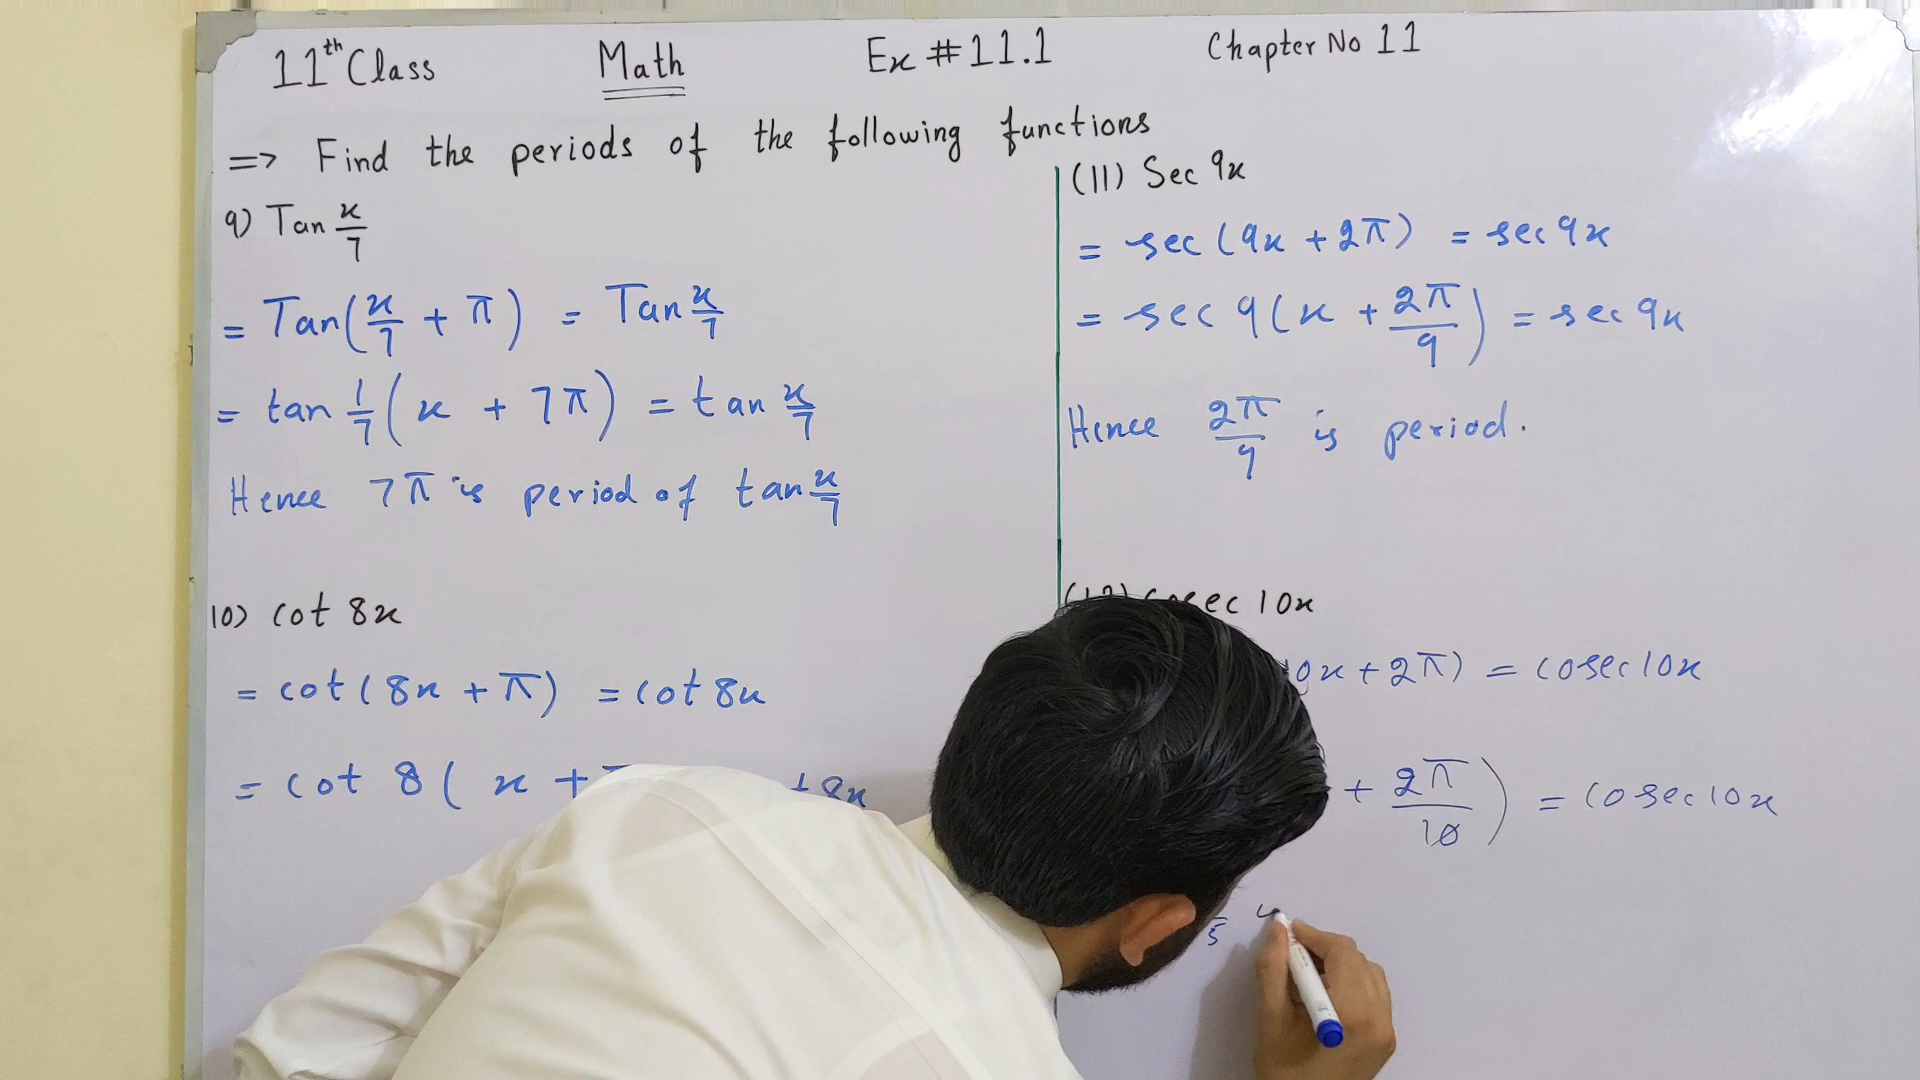 11th Class Math Ex # 11.1 Chapter No 11
=> Find the periods of the following functions
9) Tan x/7
= Tan(x/7 + π) = Tan x/7
= tan 1/7 (x + 7π) = tan x/7
Hence 7π is period of tan x/7
10) Cot 8x
= cot(8x + π) = cot 8x
= cot 8(x + 8x
(11) Sec 9x
= sec(9x + 2π) = sec 9x
= sec 9(x + 2π/9) = sec 9x
Hence 2π/9 is period.
10x
x + 2π) = cosec 10x
+ 2π/10) = cosec 10x
5